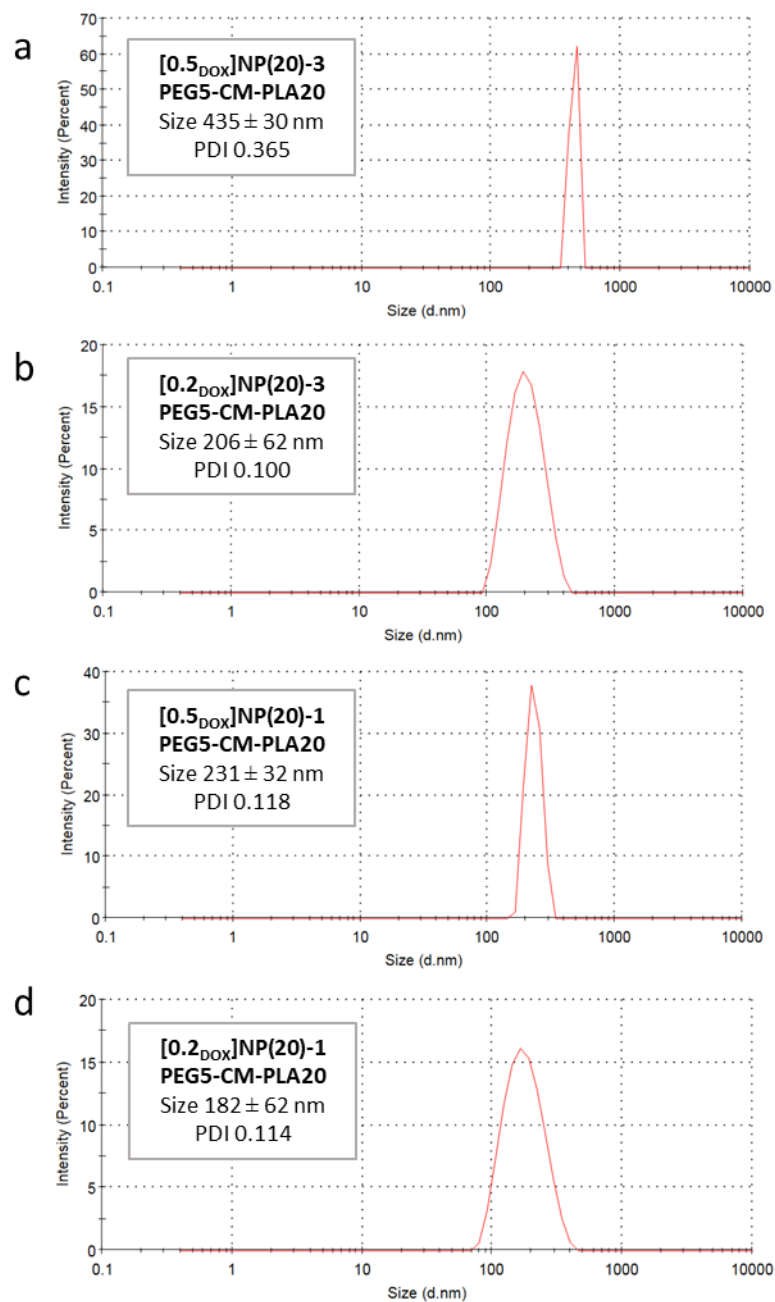 a
[0.5DOX]NP(20)-3
PEG5-CM-PLA20
Size 435 ± 30 nm
PDI 0.365
Intensity (Percent)
70
60
50
40
30
20
10
0
0.1 1 10 100 1000 10000
Size (d.nm)
b
[0.2DOX]NP(20)-3
PEG5-CM-PLA20
Size 206 ± 62 nm
PDI 0.100
Intensity (Percent)
20
15
10
5
0
0.1 1 10 100 1000 10000
Size (d.nm)
c
[0.5DOX]NP(20)-1
PEG5-CM-PLA20
Size 231 ± 32 nm
PDI 0.118
Intensity (Percent)
40
30
20
10
0
0.1 1 10 100 1000 10000
Size (d.nm)
d
[0.2DOX]NP(20)-1
PEG5-CM-PLA20
Size 182 ± 62 nm
PDI 0.114
Intensity (Percent)
20
15
10
5
0
0.1 1 10 100 1000 10000
Size (d.nm)